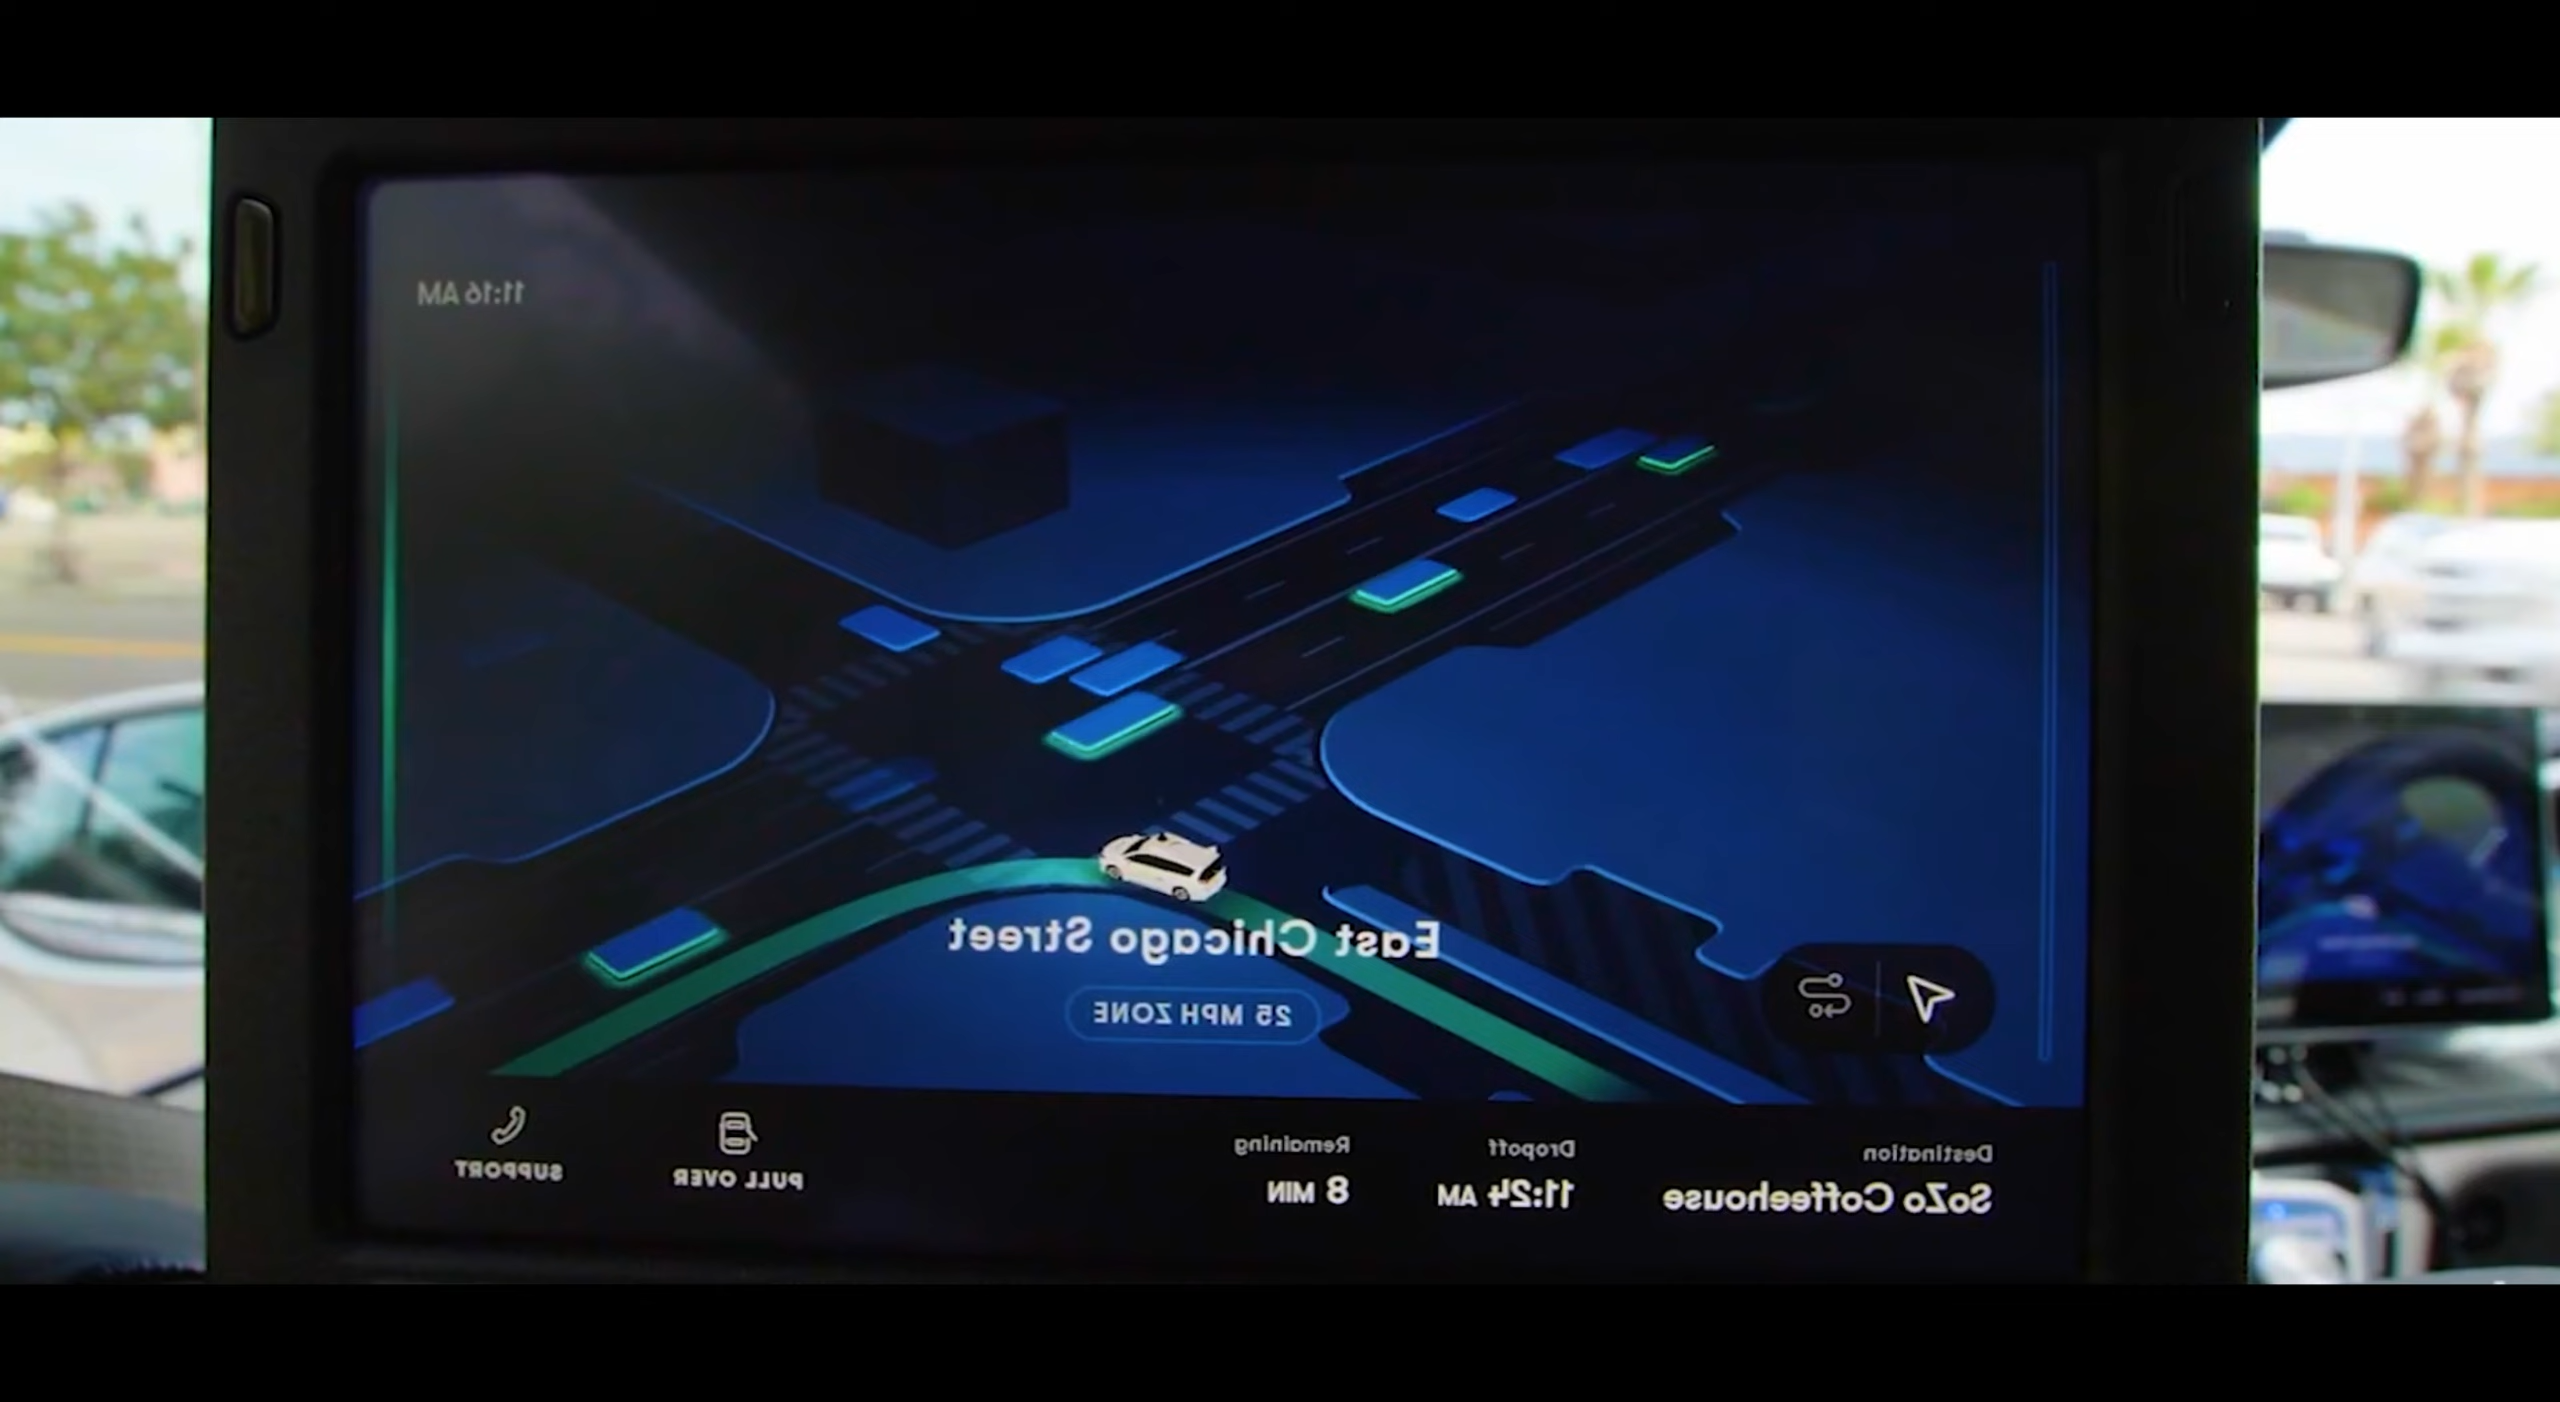 11:16 AM
East Chicago Street
25 MPH ZONE
Destination
SoZo Coffeehouse
Dropoff
11:24 AM
Remaining
8 MIN
PULL OVER
SUPPORT